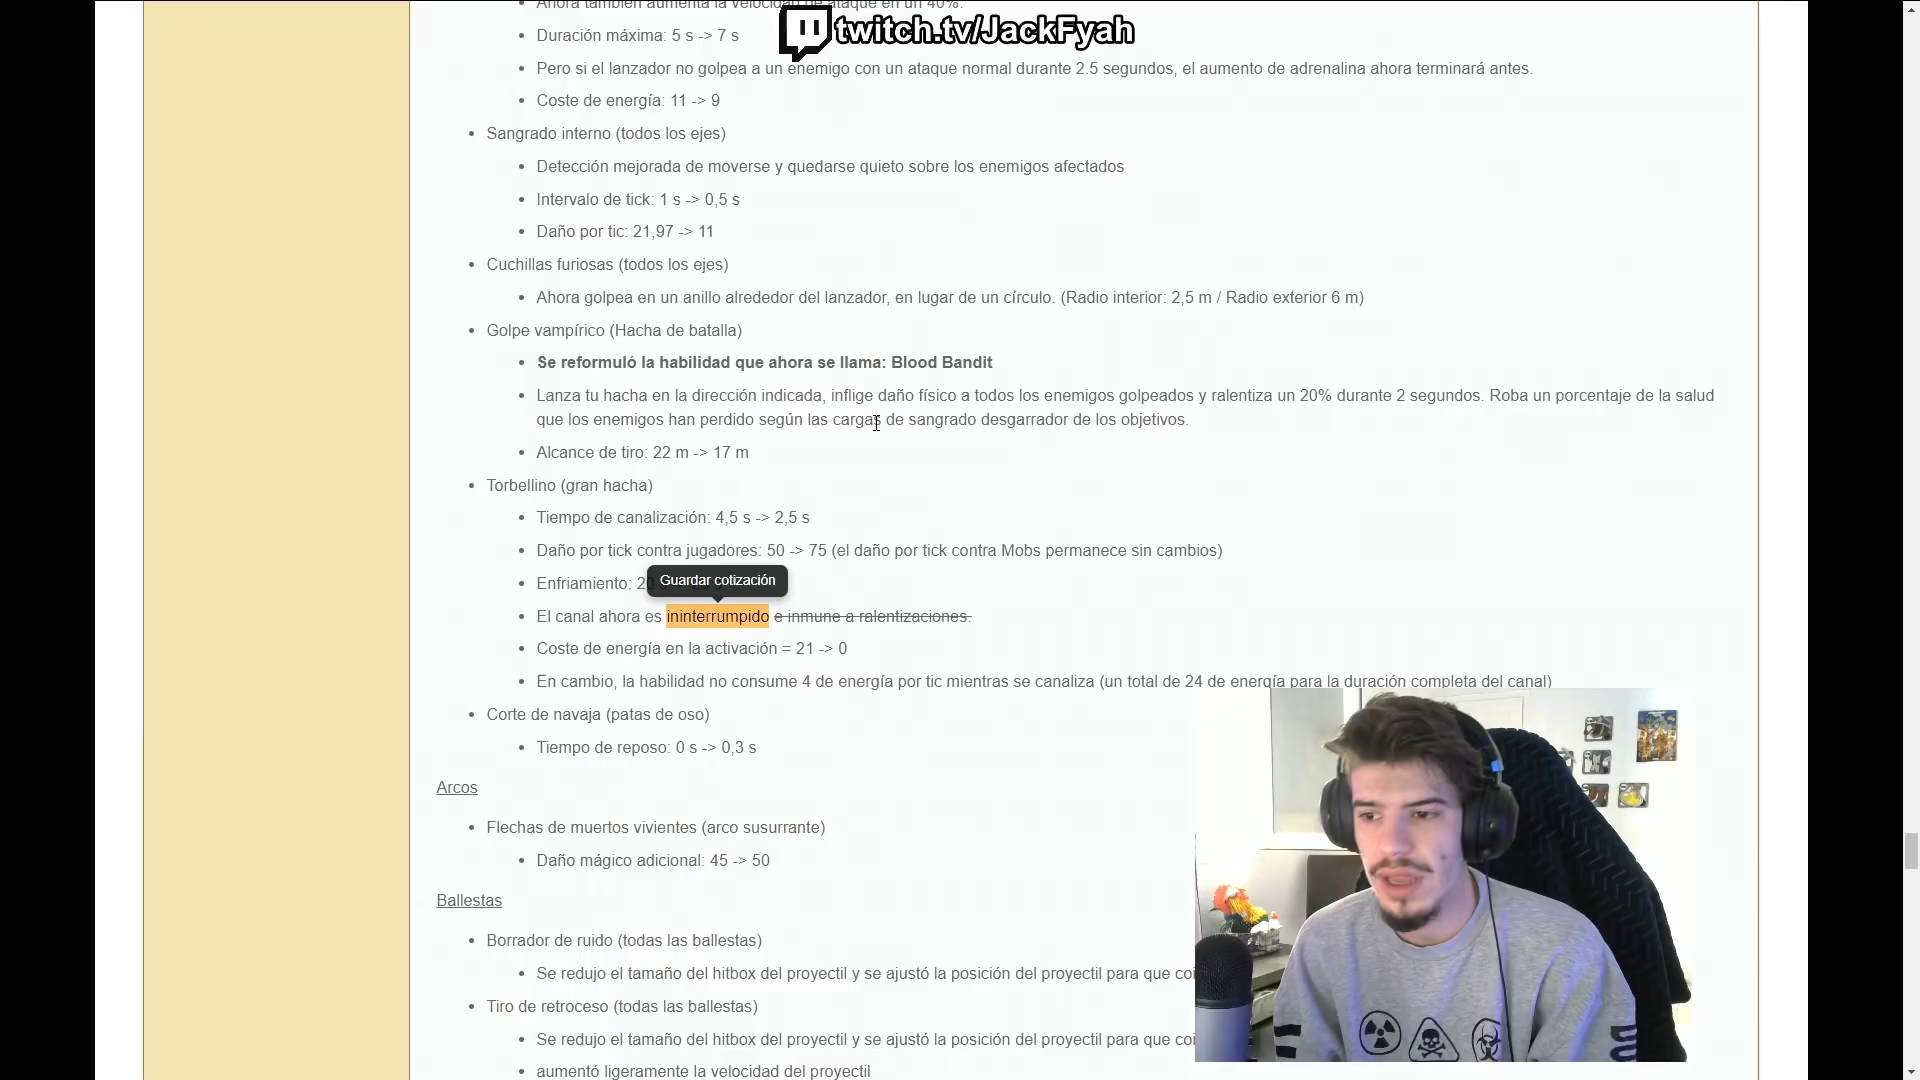 Ahora también aumenta la velocidad de ataque en un 40%.
twitch.tv/JackFyah
Duración máxima: 5 s -> 7 s
Pero si el lanzador no golpea a un enemigo con un ataque normal durante 2.5 segundos, el aumento de adrenalina ahora terminará antes.
Coste de energía: 11 -> 9
Sangrado interno (todos los ejes)
Detección mejorada de moverse y quedarse quieto sobre los enemigos afectados
Intervalo de tick: 1 s -> 0,5 s
Daño por tic: 21,97 -> 11
Cuchillas furiosas (todos los ejes)
Ahora golpea en un anillo alrededor del lanzador, en lugar de un círculo. (Radio interior: 2,5 m / Radio exterior 6 m)
Golpe vampírico (Hacha de batalla)
Se reformuló la habilidad que ahora se llama: Blood Bandit
Lanza tu hacha en la dirección indicada, inflige daño físico a todos los enemigos golpeados y ralentiza un 20% durante 2 segundos. Roba un porcentaje de la salud
que los enemigos han perdido según las cargas de sangrado desgarrador de los objetivos.
Alcance de tiro: 22 m -> 17 m
Torbellino (gran hacha)
Tiempo de canalización: 4,5 s -> 2,5 s
Daño por tick contra jugadores: 50 -> 75 (el daño por tick contra Mobs permanece sin cambios)
Guardar cotización
Enfriamiento: 20
El canal ahora es ininterrumpido e inmune a ralentizaciones.
Coste de energía en la activación = 21 -> 0
En cambio, la habilidad no consume 4 de energía por tic mientras se canaliza (un total de 24 de energía para la duración completa del canal)
Corte de navaja (patas de oso)
Tiempo de reposo: 0 s -> 0,3 s
Arcos
Flechas de muertos vivientes (arco susurrante)
Daño mágico adicional: 45 -> 50
Ballestas
Borrador de ruido (todas las ballestas)
Se redujo el tamaño del hitbox del proyectil y se ajustó la posición del proyectil para que coi
Tiro de retroceso (todas las ballestas)
Se redujo el tamaño del hitbox del proyectil y se ajustó la posición del proyectil para que coi
aumentó ligeramente la velocidad del proyectil